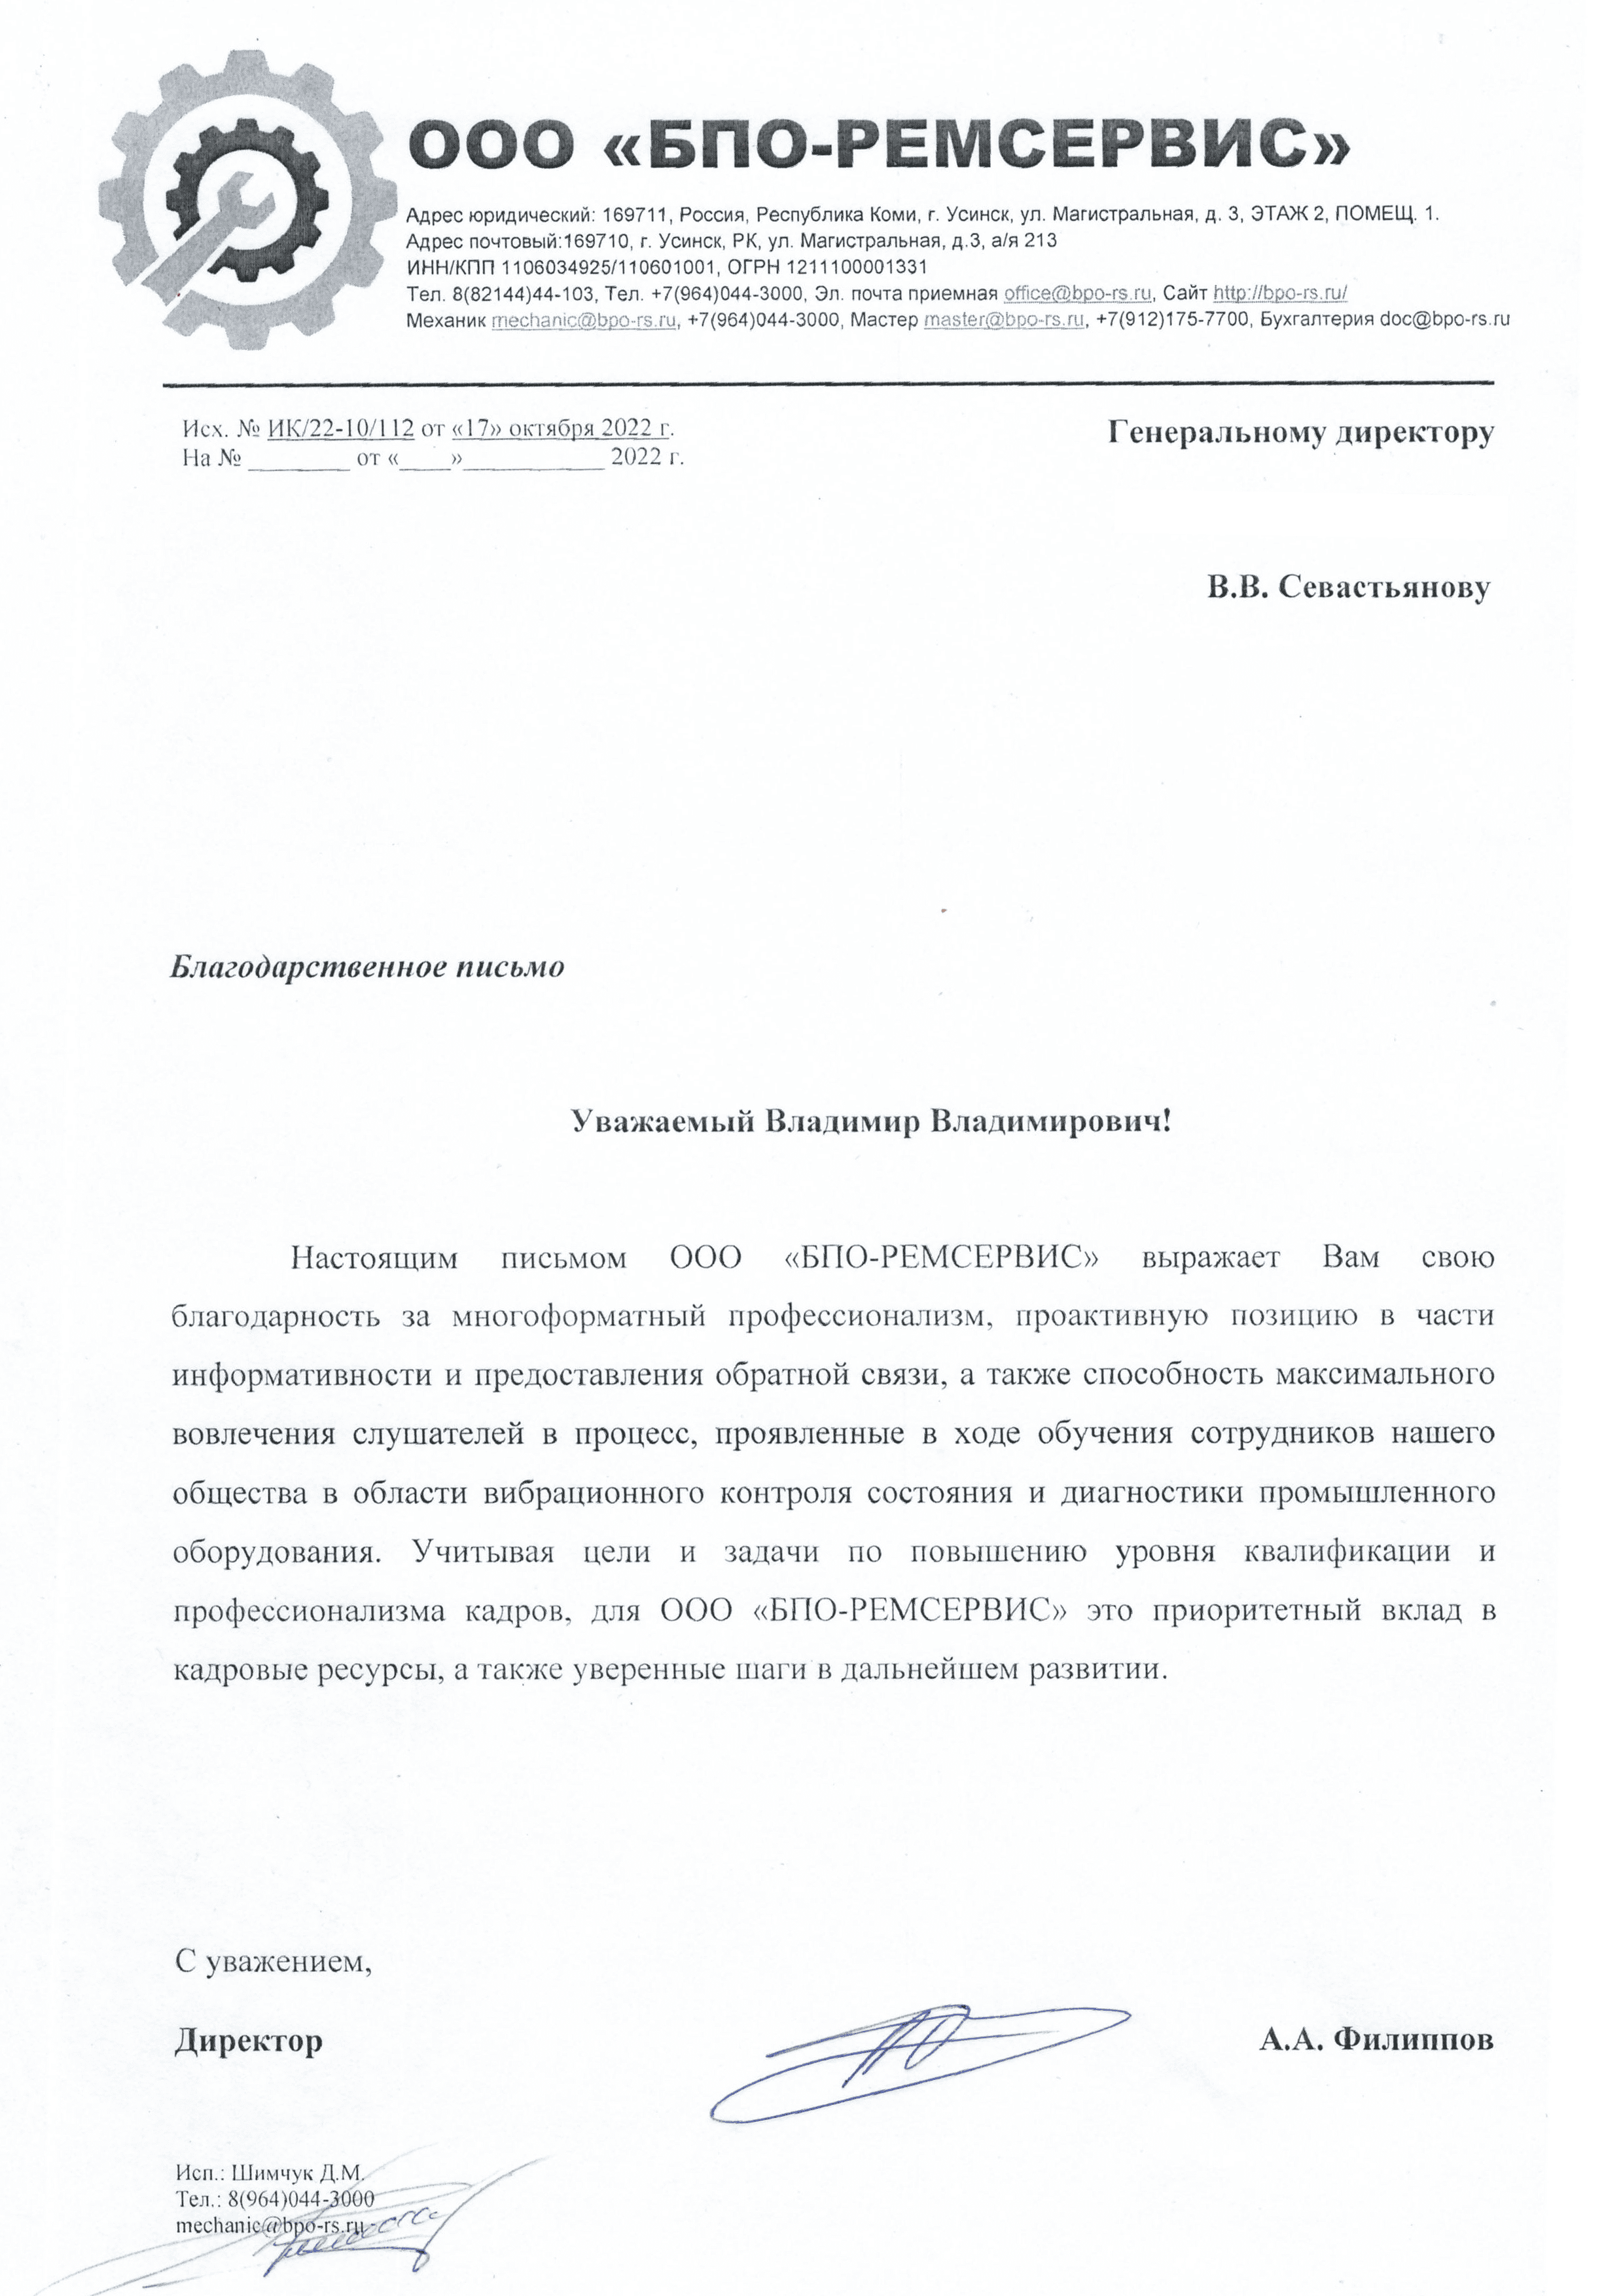 ООО «БПО-РЕМСЕРВИС»
Адрес юридический: 169711, Россия, Республика Коми, г. Усинск, ул. Магистральная, д. 3, ЭТАЖ 2, ПОМЕЩ. 1.
Адрес почтовый:169710, г. Усинск, РК, ул. Магистральная, д.3, а/я 213
ИНН/КПП 1106034925/110601001, ОГРН 1211100001331
Тел. 8(82144)44-103, Тел. +7(964)044-3000, Эл. почта приемная office@bpo-rs.ru, Сайт http://bpo-rs.ru/
Механик mechanic@bpo-rs.ru, +7(964)044-3000, Мастер master@bpo-rs.ru, +7(912)175-7700, Бухгалтерия doc@bpo-rs.ru
Исх. № ИК/22-10/112 от «17» октября 2022 г.
На № __________ от «____»___________ 2022 г.
Генеральному директору
В.В. Севастьянову
Благодарственное письмо
Уважаемый Владимир Владимирович!
Настоящим письмом ООО «БПО-РЕМСЕРВИС» выражает Вам свою
благодарность за многоформатный профессионализм, проактивную позицию в части
информативности и предоставления обратной связи, а также способность максимального
вовлечения слушателей в процесс, проявленные в ходе обучения сотрудников нашего
общества в области вибрационного контроля состояния и диагностики промышленного
оборудования. Учитывая цели и задачи по повышению уровня квалификации и
профессионализма кадров, для ООО «БПО-РЕМСЕРВИС» это приоритетный вклад в
кадровые ресурсы, а также уверенные шаги в дальнейшем развитии.
С уважением,
Директор
А.А. Филиппов
Исп.: Шимчук Д.М.
Тел.: 8(964)044-3000
mechanic@bpo-rs.ru